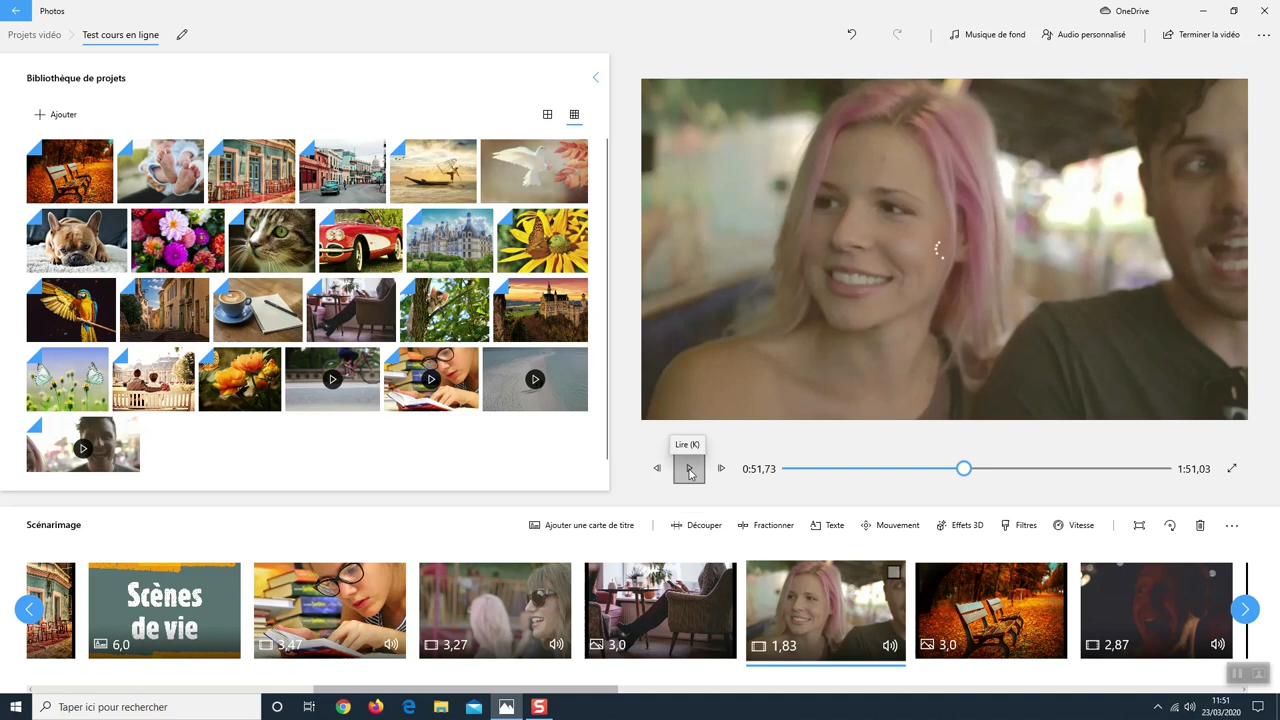 Photos
OneDrive
Projets vidéo
Test cours en ligne
Musique de fond
Audio personnalisé
Terminer la vidéo
Bibliothèque de projets
Ajouter
Lire (K)
0:51,73
1:51,03
Scénarimage
Ajouter une carte de titre
Découper
Fractionner
Texte
Mouvement
Effets 3D
Filtres
Vitesse
Scènes
de vie
6,0
3,47
3,27
3,0
1,83
3,0
2,87
Taper ici pour rechercher
S
11:51
23/03/2020